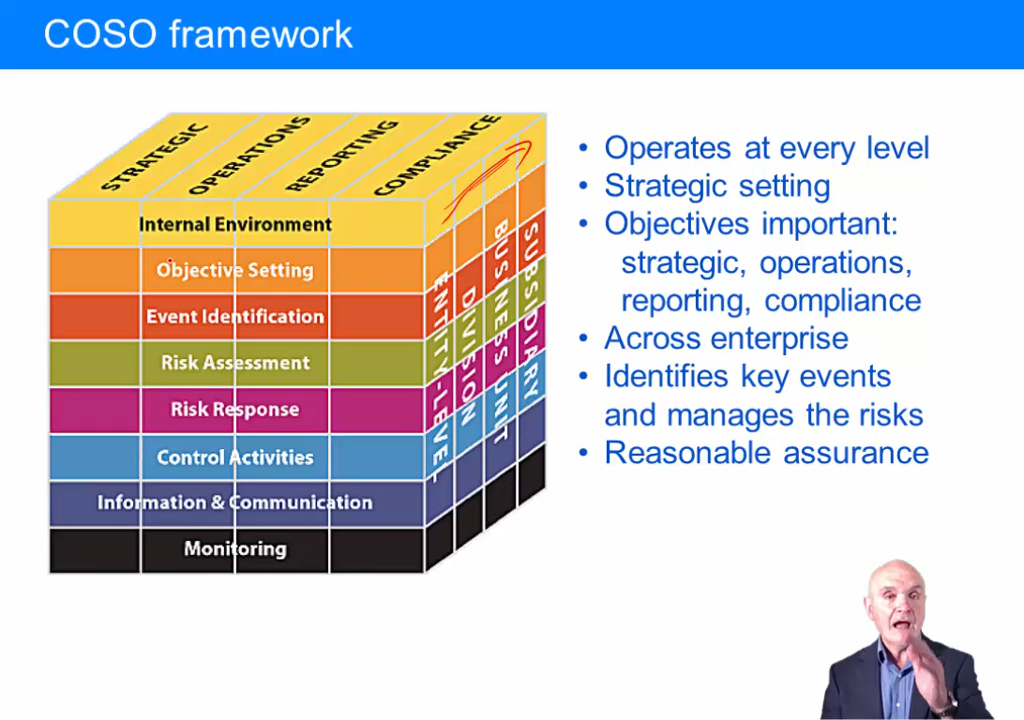 COSO framework
STRATEGIC
OPERATIONS
REPORTING
COMPLIANCE
Internal Environment
Objective Setting
Event Identification
Risk Assessment
Risk Response
Control Activities
Information & Communication
Monitoring
ENTITY-LEVEL
DIVISION
BUSINESS UNIT
SUBSIDIARY
• Operates at every level
• Strategic setting
• Objectives important:
strategic, operations,
reporting, compliance
• Across enterprise
• Identifies key events
and manages the risks
• Reasonable assurance